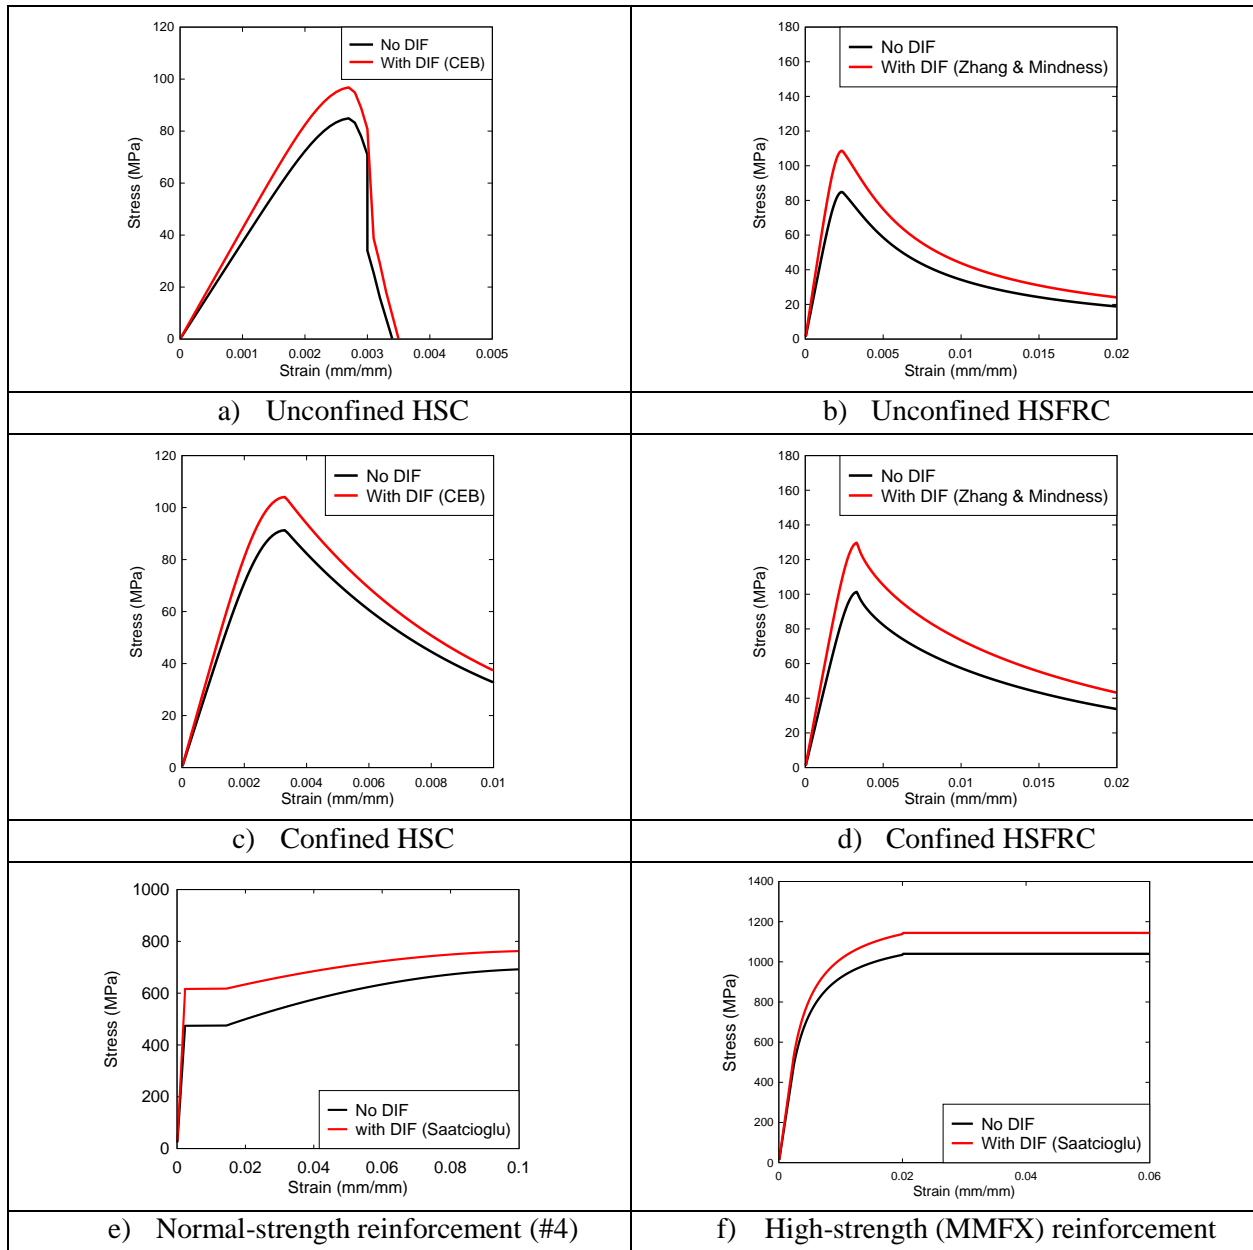 120
100
80
60
40
20
0
Stress (MPa)
No DIF
With DIF (CEB)
0 0.001 0.002 0.003 0.004 0.005
Strain (mm/mm)
a) Unconfined HSC
180
160
140
120
100
80
60
40
20
0
Stress (MPa)
No DIF
With DIF (Zhang & Mindness)
0 0.005 0.01 0.015 0.02
Strain (mm/mm)
b) Unconfined HSFRC
120
100
80
60
40
20
0
Stress (MPa)
No DIF
With DIF (CEB)
0 0.002 0.004 0.006 0.008 0.01
Strain (mm/mm)
c) Confined HSC
180
160
140
120
100
80
60
40
20
0
Stress (MPa)
No DIF
With DIF (Zhang & Mindness)
0 0.005 0.01 0.015 0.02
Strain (mm/mm)
d) Confined HSFRC
1000
800
600
400
200
0
Stress (MPa)
No DIF
with DIF (Saatcioglu)
0 0.02 0.04 0.06 0.08 0.1
Strain (mm/mm)
e) Normal-strength reinforcement (#4)
1400
1200
1000
800
600
400
200
0
Stress (MPa)
No DIF
With DIF (Saatcioglu)
0 0.02 0.04 0.06
Strain (mm/mm)
f) High-strength (MMFX) reinforcement